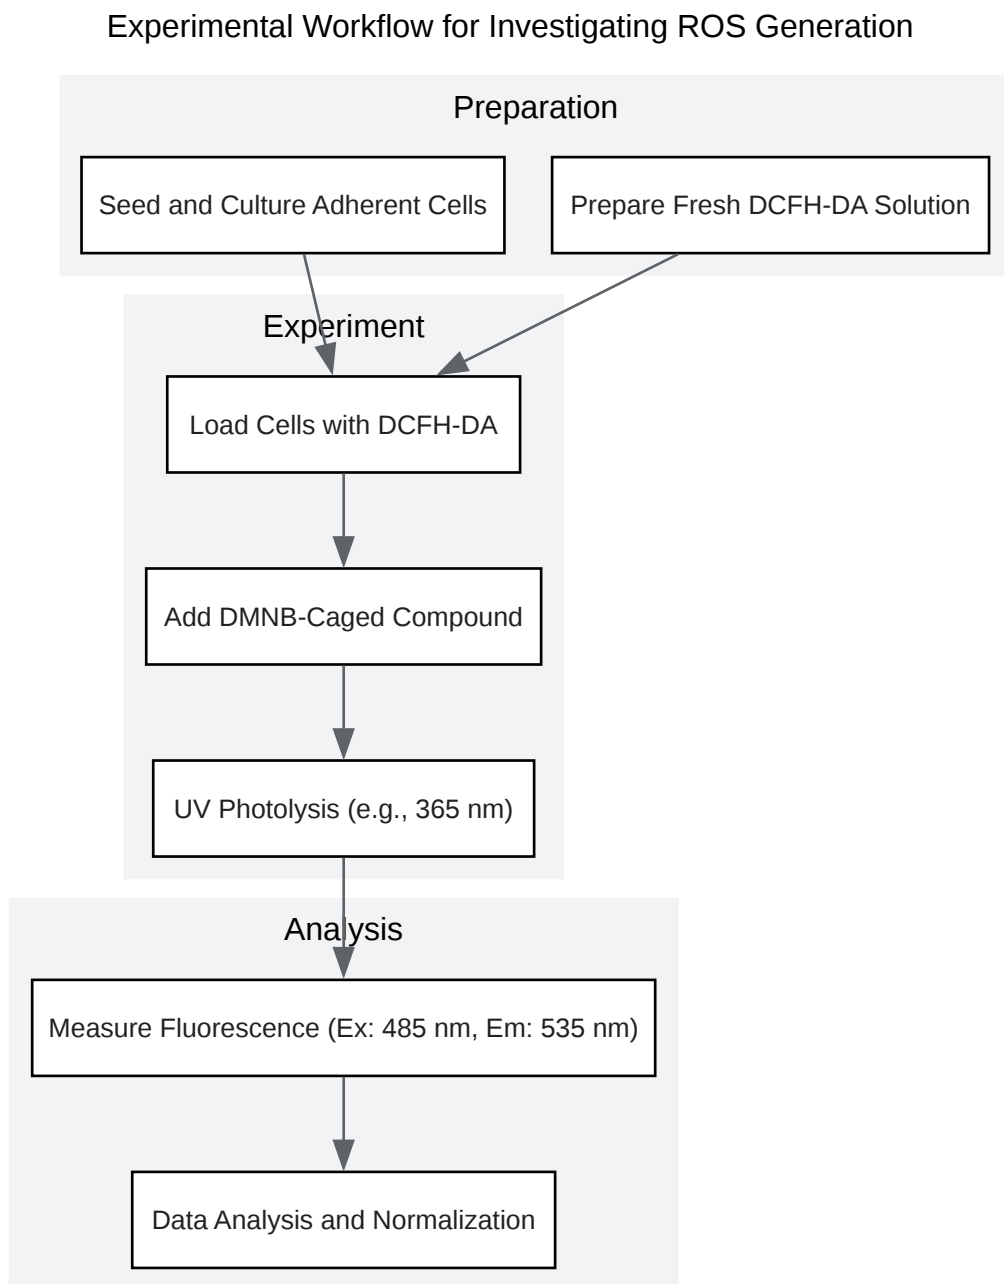 Experimental Workflow for Investigating ROS Generation
Preparation
Seed and Culture Adherent Cells
Prepare Fresh DCFH-DA Solution
Experiment
Load Cells with DCFH-DA
Add DMNB-Caged Compound
UV Photolysis (e.g., 365 nm)
Analysis
Measure Fluorescence (Ex: 485 nm, Em: 535 nm)
Data Analysis and Normalization